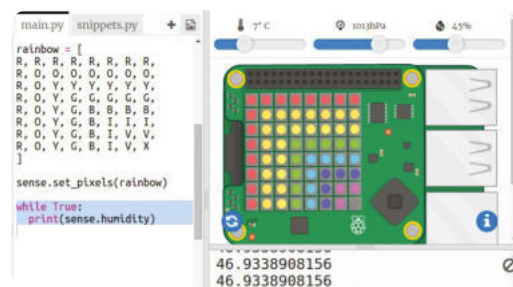 main.py snippets.py +
7°C 1013hPa 45%
rainbow = [
R, R, R, R, R, R, R, R,
R, O, O, O, O, O, O, O,
R, O, Y, Y, Y, Y, Y, Y,
R, O, Y, G, G, G, G, G,
R, O, Y, G, B, B, B, B,
R, O, Y, G, B, I, I, I,
R, O, Y, G, B, I, V, V,
R, O, Y, G, B, I, V, X
]
sense.set_pixels(rainbow)
while True:
print(sense.humidity)
46.9338908156
46.9338908156